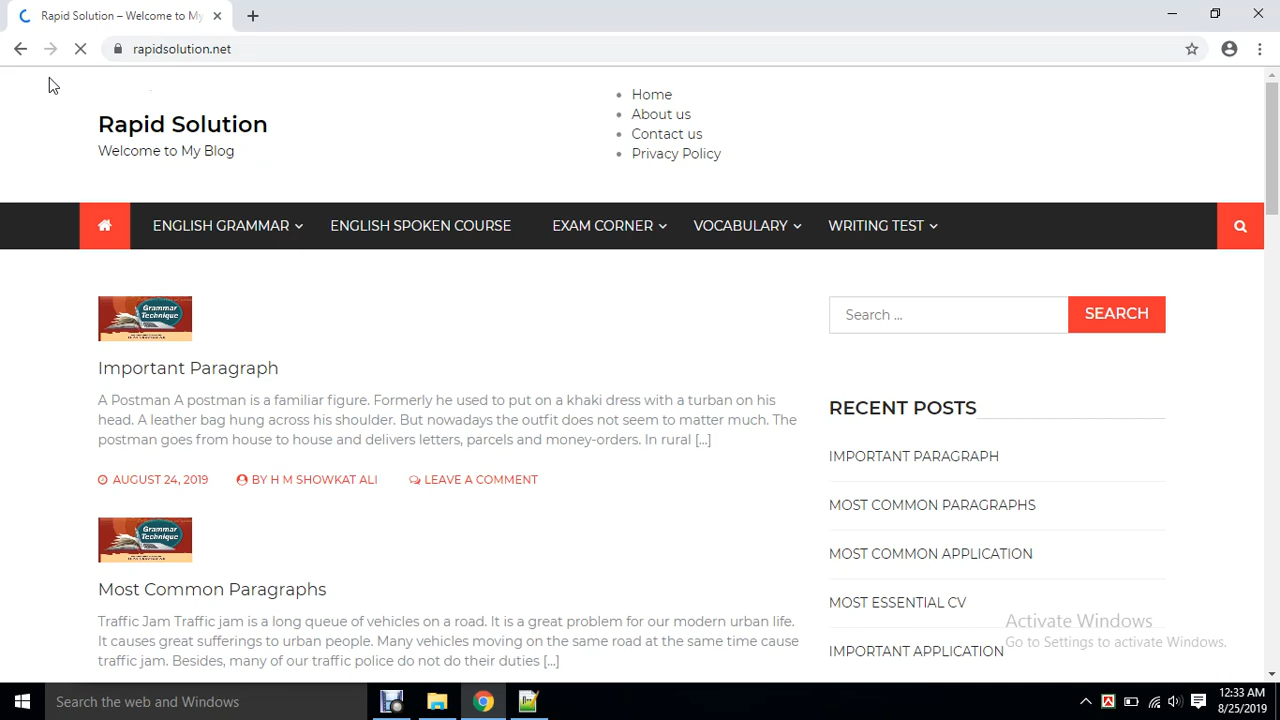 Rapid Solution – Welcome to My
rapidsolution.net
Rapid Solution
Welcome to My Blog
Home
About us
Contact us
Privacy Policy
ENGLISH GRAMMAR
ENGLISH SPOKEN COURSE
EXAM CORNER
VOCABULARY
WRITING TEST
Grammar
Technique
Important Paragraph
A Postman A postman is a familiar figure. Formerly he used to put on a khaki dress with a turban on his
head. A leather bag hung across his shoulder. But nowadays the outfit does not seem to matter much. The
postman goes from house to house and delivers letters, parcels and money-orders. In rural [...]
AUGUST 24, 2019 BY H M SHOWKAT ALI LEAVE A COMMENT
Grammar
Technique
Most Common Paragraphs
Traffic Jam Traffic jam is a long queue of vehicles on a road. It is a great problem for our modern urban life.
It causes great sufferings to urban people. Many vehicles moving on the same road at the same time cause
traffic jam. Besides, many of our traffic police do not do their duties [...]
Search ...
SEARCH
RECENT POSTS
IMPORTANT PARAGRAPH
MOST COMMON PARAGRAPHS
MOST COMMON APPLICATION
MOST ESSENTIAL CV
IMPORTANT APPLICATION
Activate Windows
Go to Settings to activate Windows.
Search the web and Windows
12:33 AM
8/25/2019